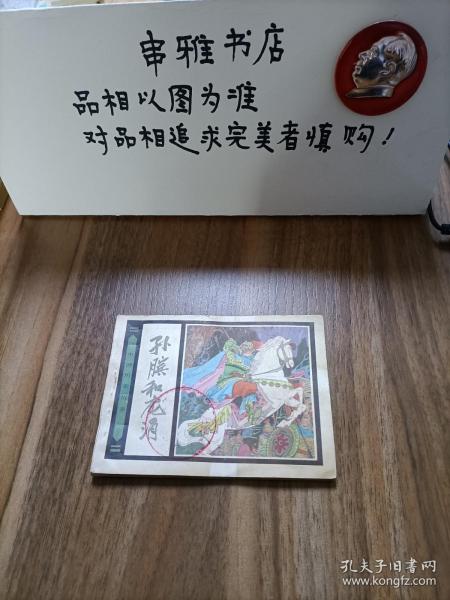 串雅书店
品相以图为准
对品相追求完美者慎购！
孙膑和庞涓
孔夫子旧书网
www.kongfz.com